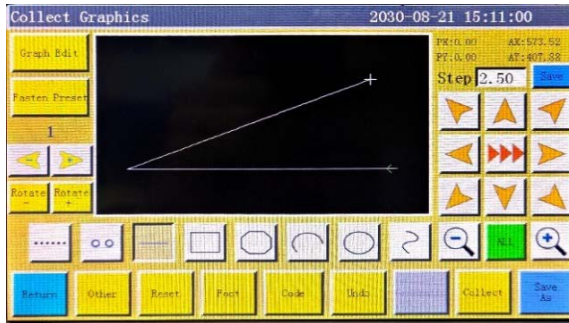 Collect Graphics
2030-08-21 15:11:00
Graph Edit
PX:0.00 AX:573.52
PY:0.00 AY:407.88
Step 2.50 Save
Fasten Preset
1
Rotate - Rotate +
ALL
Return Other Reset Foot Code Undo Collect Save As